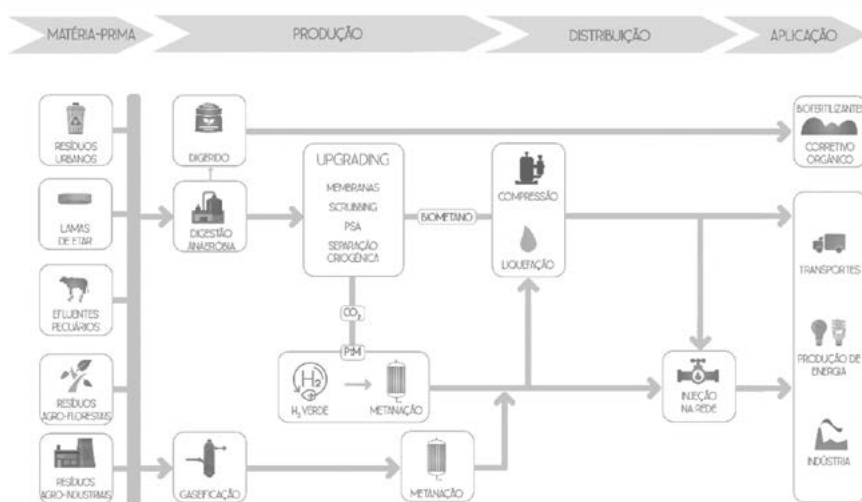 MATÉRIA-PRIMA
PRODUÇÃO
DISTRIBUIÇÃO
APLICAÇÃO
RESÍDUOS
URBANOS
DIGERIDO
BIOFERTILIZANTES
CORRETIVO
ORGÂNICO
LAMAS
DE ETAR
DIGESTÃO
ANAERÓBIA
UPGRADING
MEMBRANAS
SCRUBBING
PSA
SEPARAÇÃO
CRIOGÉNICA
BIOMETANO
COMPRESSÃO
LIQUEFAÇÃO
TRANSPORTES
EFLUENTES
PECUÁRIOS
CO₂
P2M
H₂
H₂ VERDE
METANAÇÃO
INJEÇÃO
NA REDE
PRODUÇÃO DE
ENERGIA
RESÍDUOS
AGRO-FLORESTAIS
RESÍDUOS
AGRO-INDUSTRIAIS
GASEIFICAÇÃO
METANAÇÃO
INDÚSTRIA